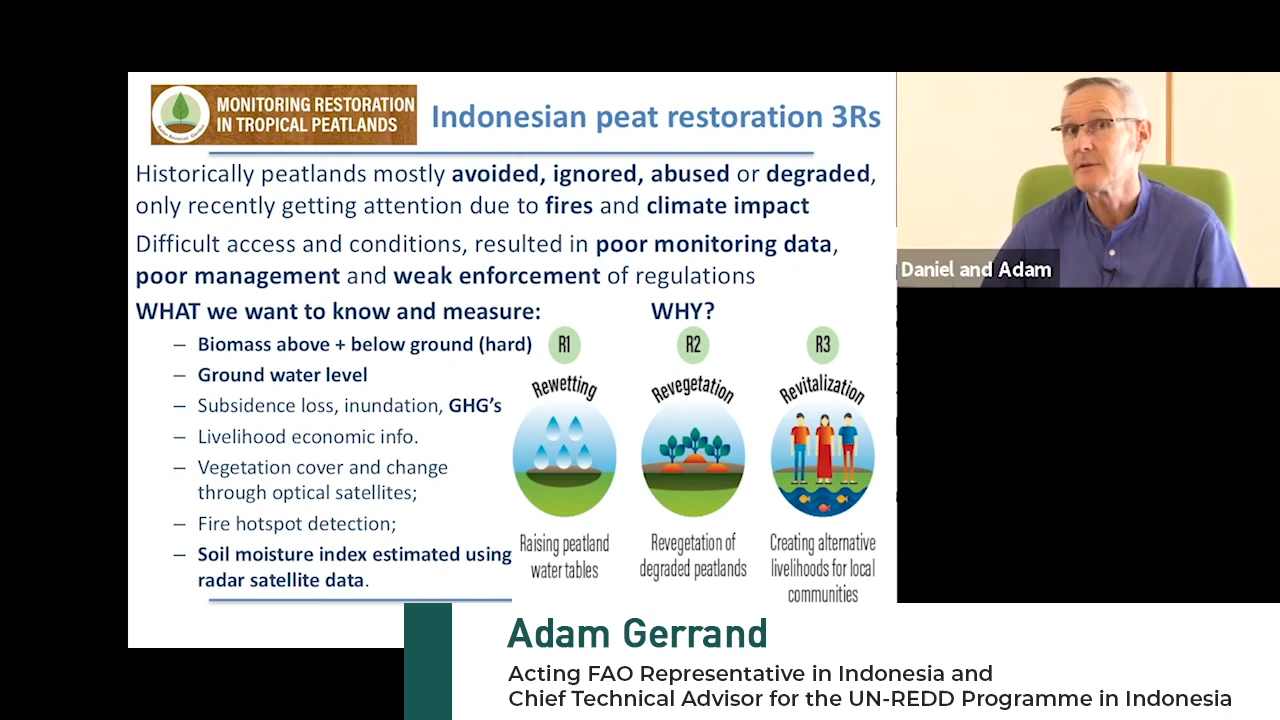 MONITORING RESTORATION
IN TROPICAL PEATLANDS
Indonesian peat restoration 3Rs
Historically peatlands mostly avoided, ignored, abused or degraded,
only recently getting attention due to fires and climate impact
Difficult access and conditions, resulted in poor monitoring data,
poor management and weak enforcement of regulations
WHAT we want to know and measure:
– Biomass above + below ground (hard)
– Ground water level
– Subsidence loss, inundation, GHG's
– Livelihood economic info.
– Vegetation cover and change
through optical satellites;
– Fire hotspot detection;
– Soil moisture index estimated using
radar satellite data.
WHY?
R1
Rewetting
Raising peatland
water tables
R2
Revegetation
Revegetation of
degraded peatlands
R3
Revitalization
Creating alternative
livelihoods for local
communities
Daniel and Adam
Adam Gerrand
Acting FAO Representative in Indonesia and
Chief Technical Advisor for the UN-REDD Programme in Indonesia